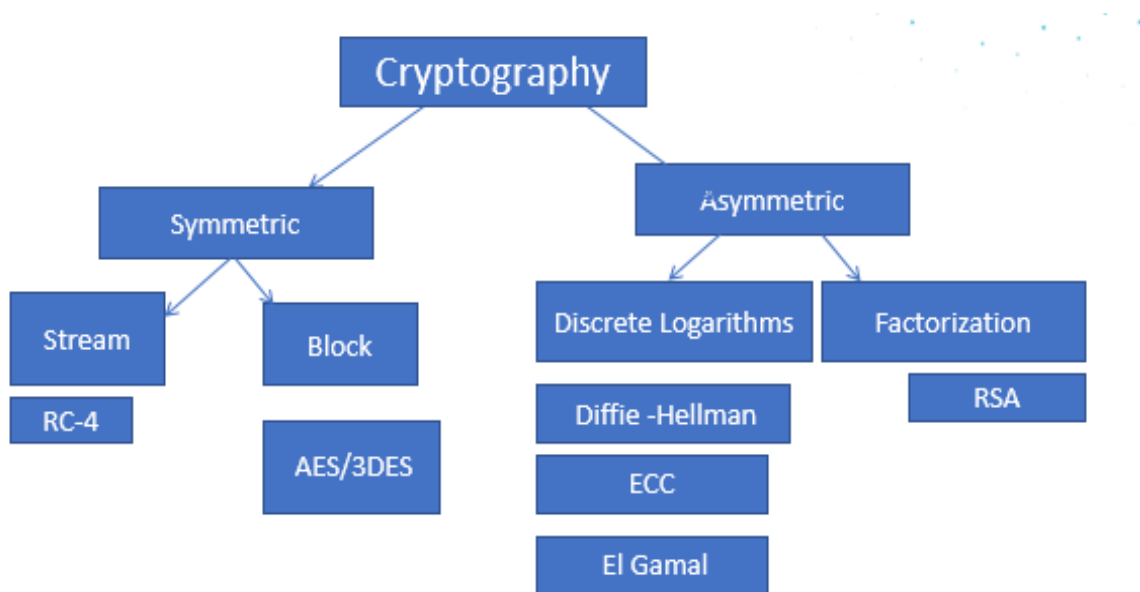 Cryptography
Symmetric
Asymmetric
Stream
Block
Discrete Logarithms
Factorization
RC-4
AES/3DES
Diffie -Hellman
RSA
ECC
El Gamal